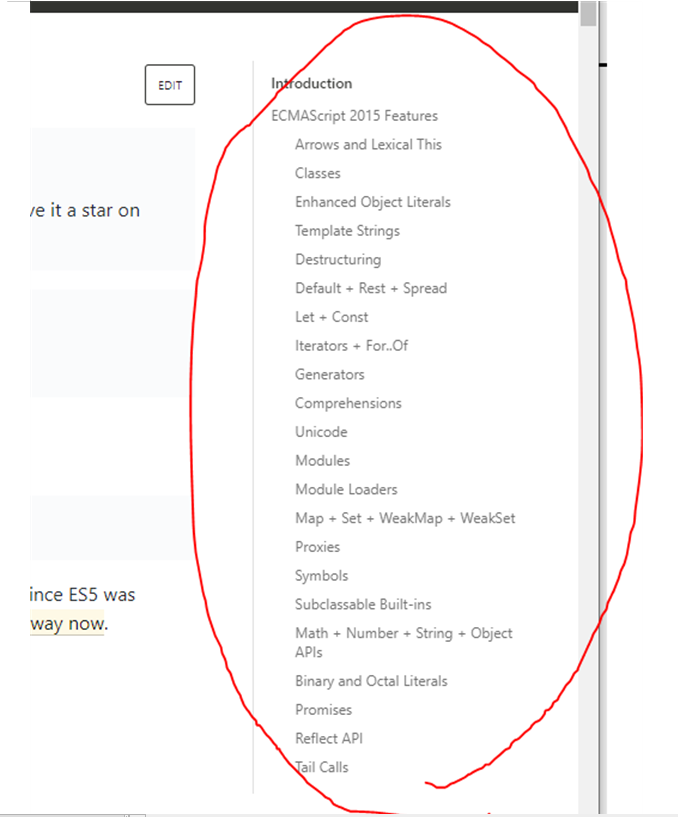 EDIT
ve it a star on
ince ES5 was
way now.
Introduction
ECMAScript 2015 Features
Arrows and Lexical This
Classes
Enhanced Object Literals
Template Strings
Destructuring
Default + Rest + Spread
Let + Const
Iterators + For..Of
Generators
Comprehensions
Unicode
Modules
Module Loaders
Map + Set + WeakMap + WeakSet
Proxies
Symbols
Subclassable Built-ins
Math + Number + String + Object
APIs
Binary and Octal Literals
Promises
Reflect API
Tail Calls